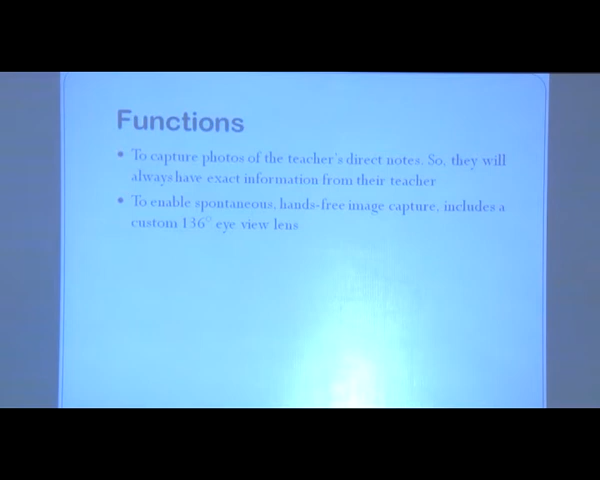 Functions
• To capture photos of the teacher's direct notes. So, they will
always have exact information from their teacher
• To enable spontaneous, hands-free image capture, includes a
custom 136° eye view lens